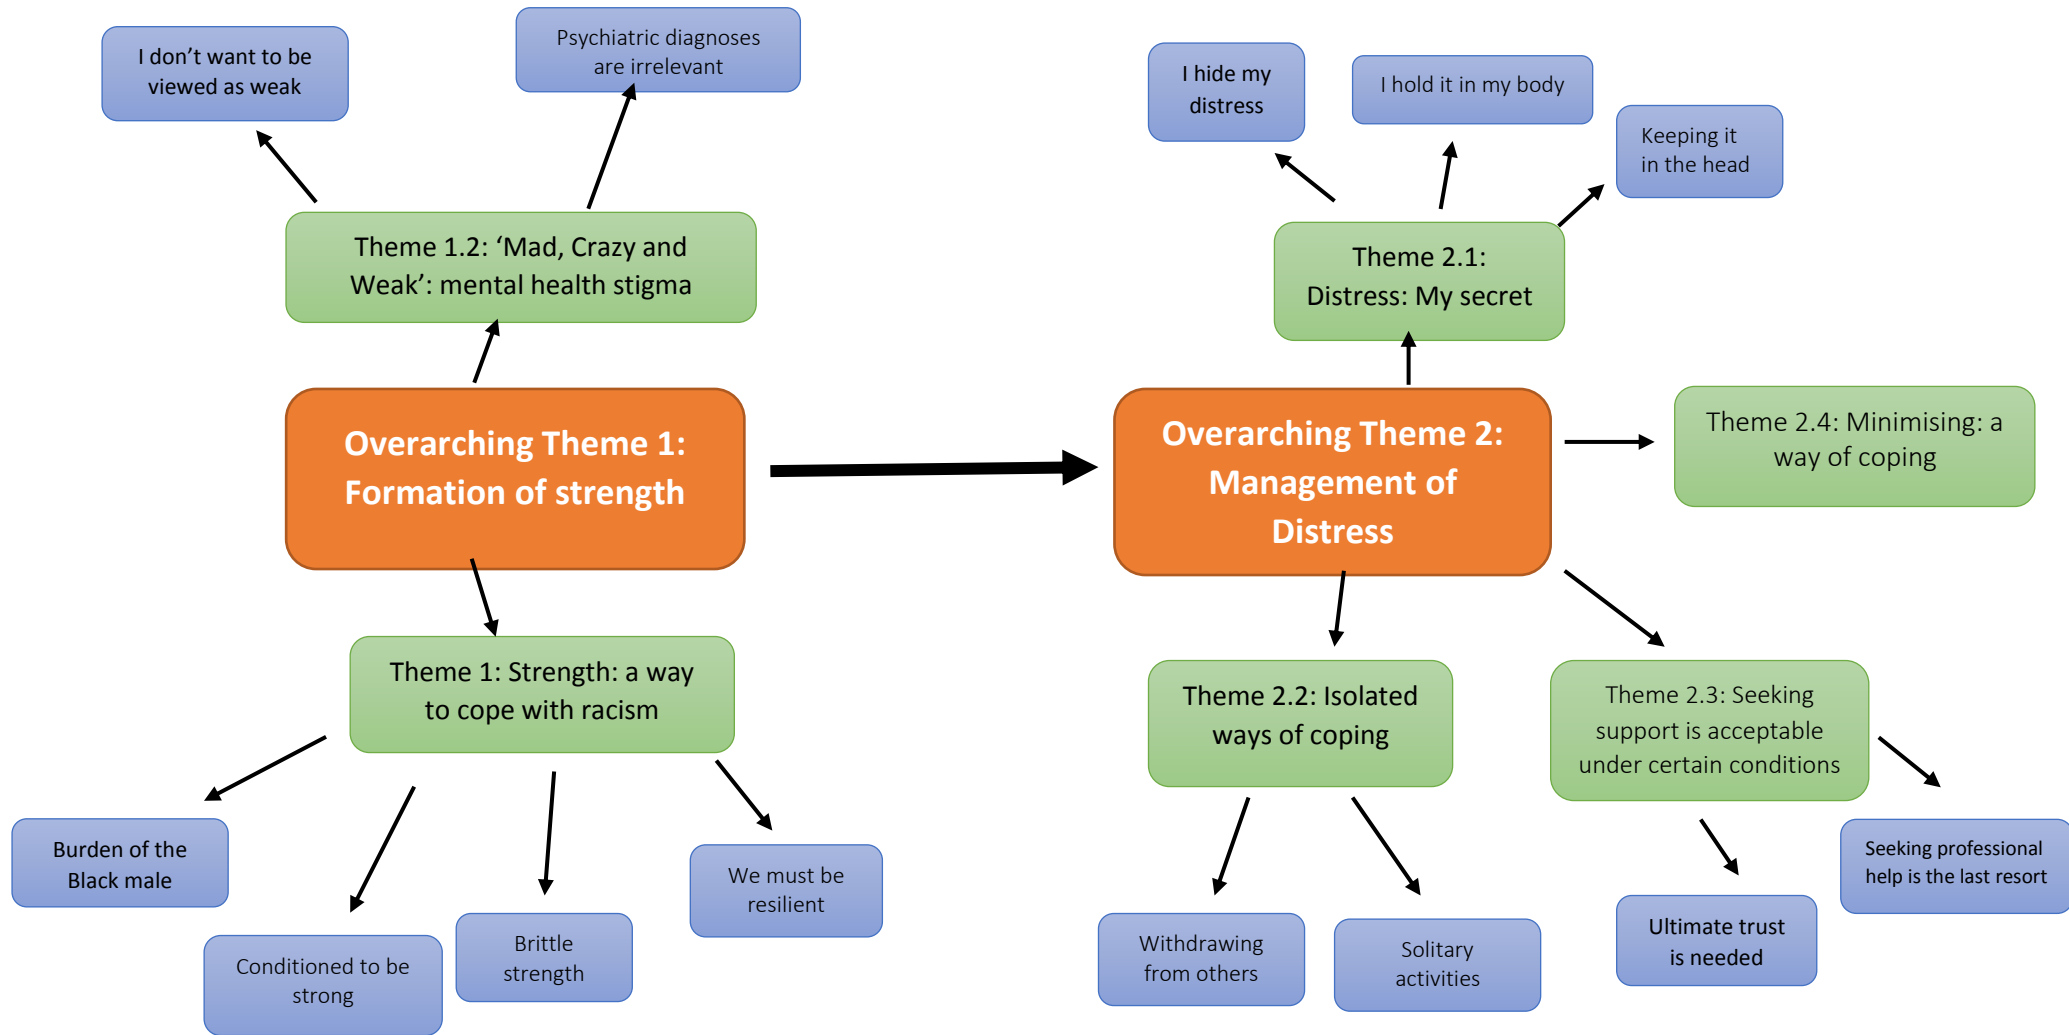 I don’t want to be
viewed as weak
Psychiatric diagnoses
are irrelevant
Theme 1.2: ‘Mad, Crazy and
Weak’: mental health stigma
Overarching Theme 1:
Formation of strength
Theme 1: Strength: a way
to cope with racism
Burden of the
Black male
Conditioned to be
strong
Brittle
strength
We must be
resilient
I hide my
distress
I hold it in my body
Keeping it
in the head
Theme 2.1:
Distress: My secret
Overarching Theme 2:
Management of
Distress
Theme 2.4: Minimising: a
way of coping
Theme 2.2: Isolated
ways of coping
Theme 2.3: Seeking
support is acceptable
under certain conditions
Withdrawing
from others
Solitary
activities
Ultimate trust
is needed
Seeking professional
help is the last resort